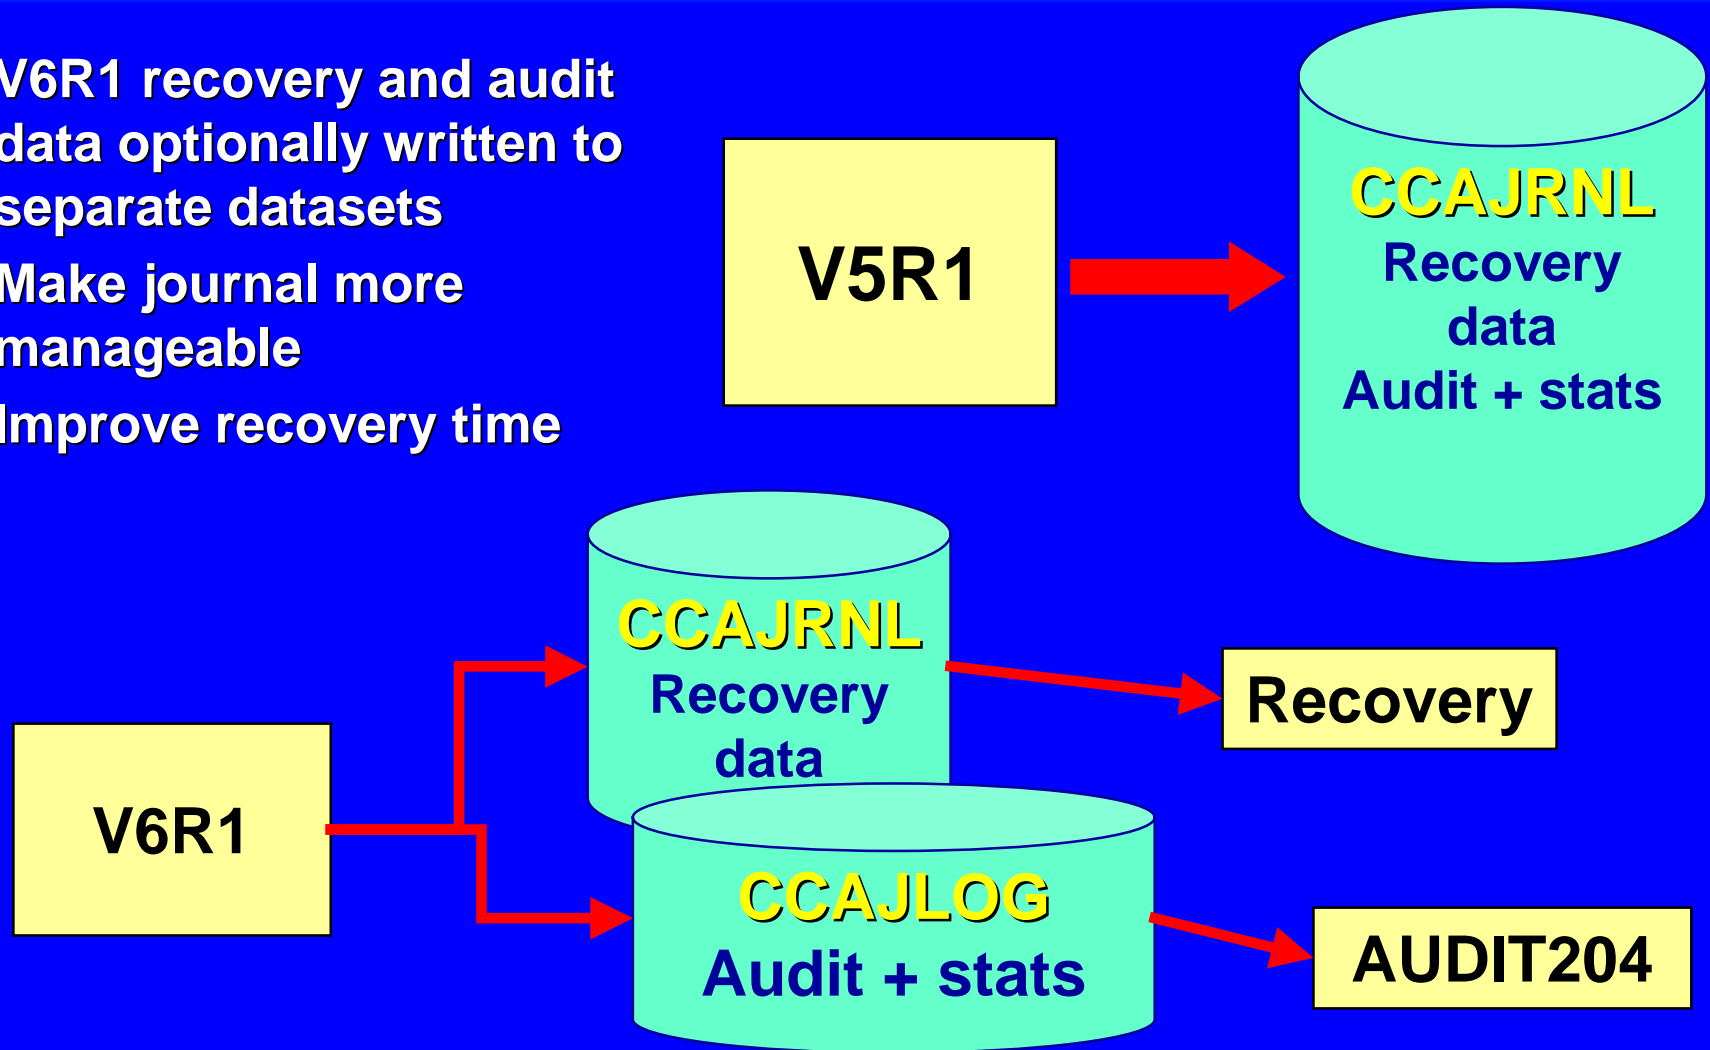 V6R1 recovery and audit
data optionally written to
separate datasets
Make journal more
manageable
Improve recovery time
V5R1
CCAJRNL
Recovery
data
Audit + stats
CCAJRNL
Recovery
data
Recovery
V6R1
CCAJLOG
Audit + stats
AUDIT204